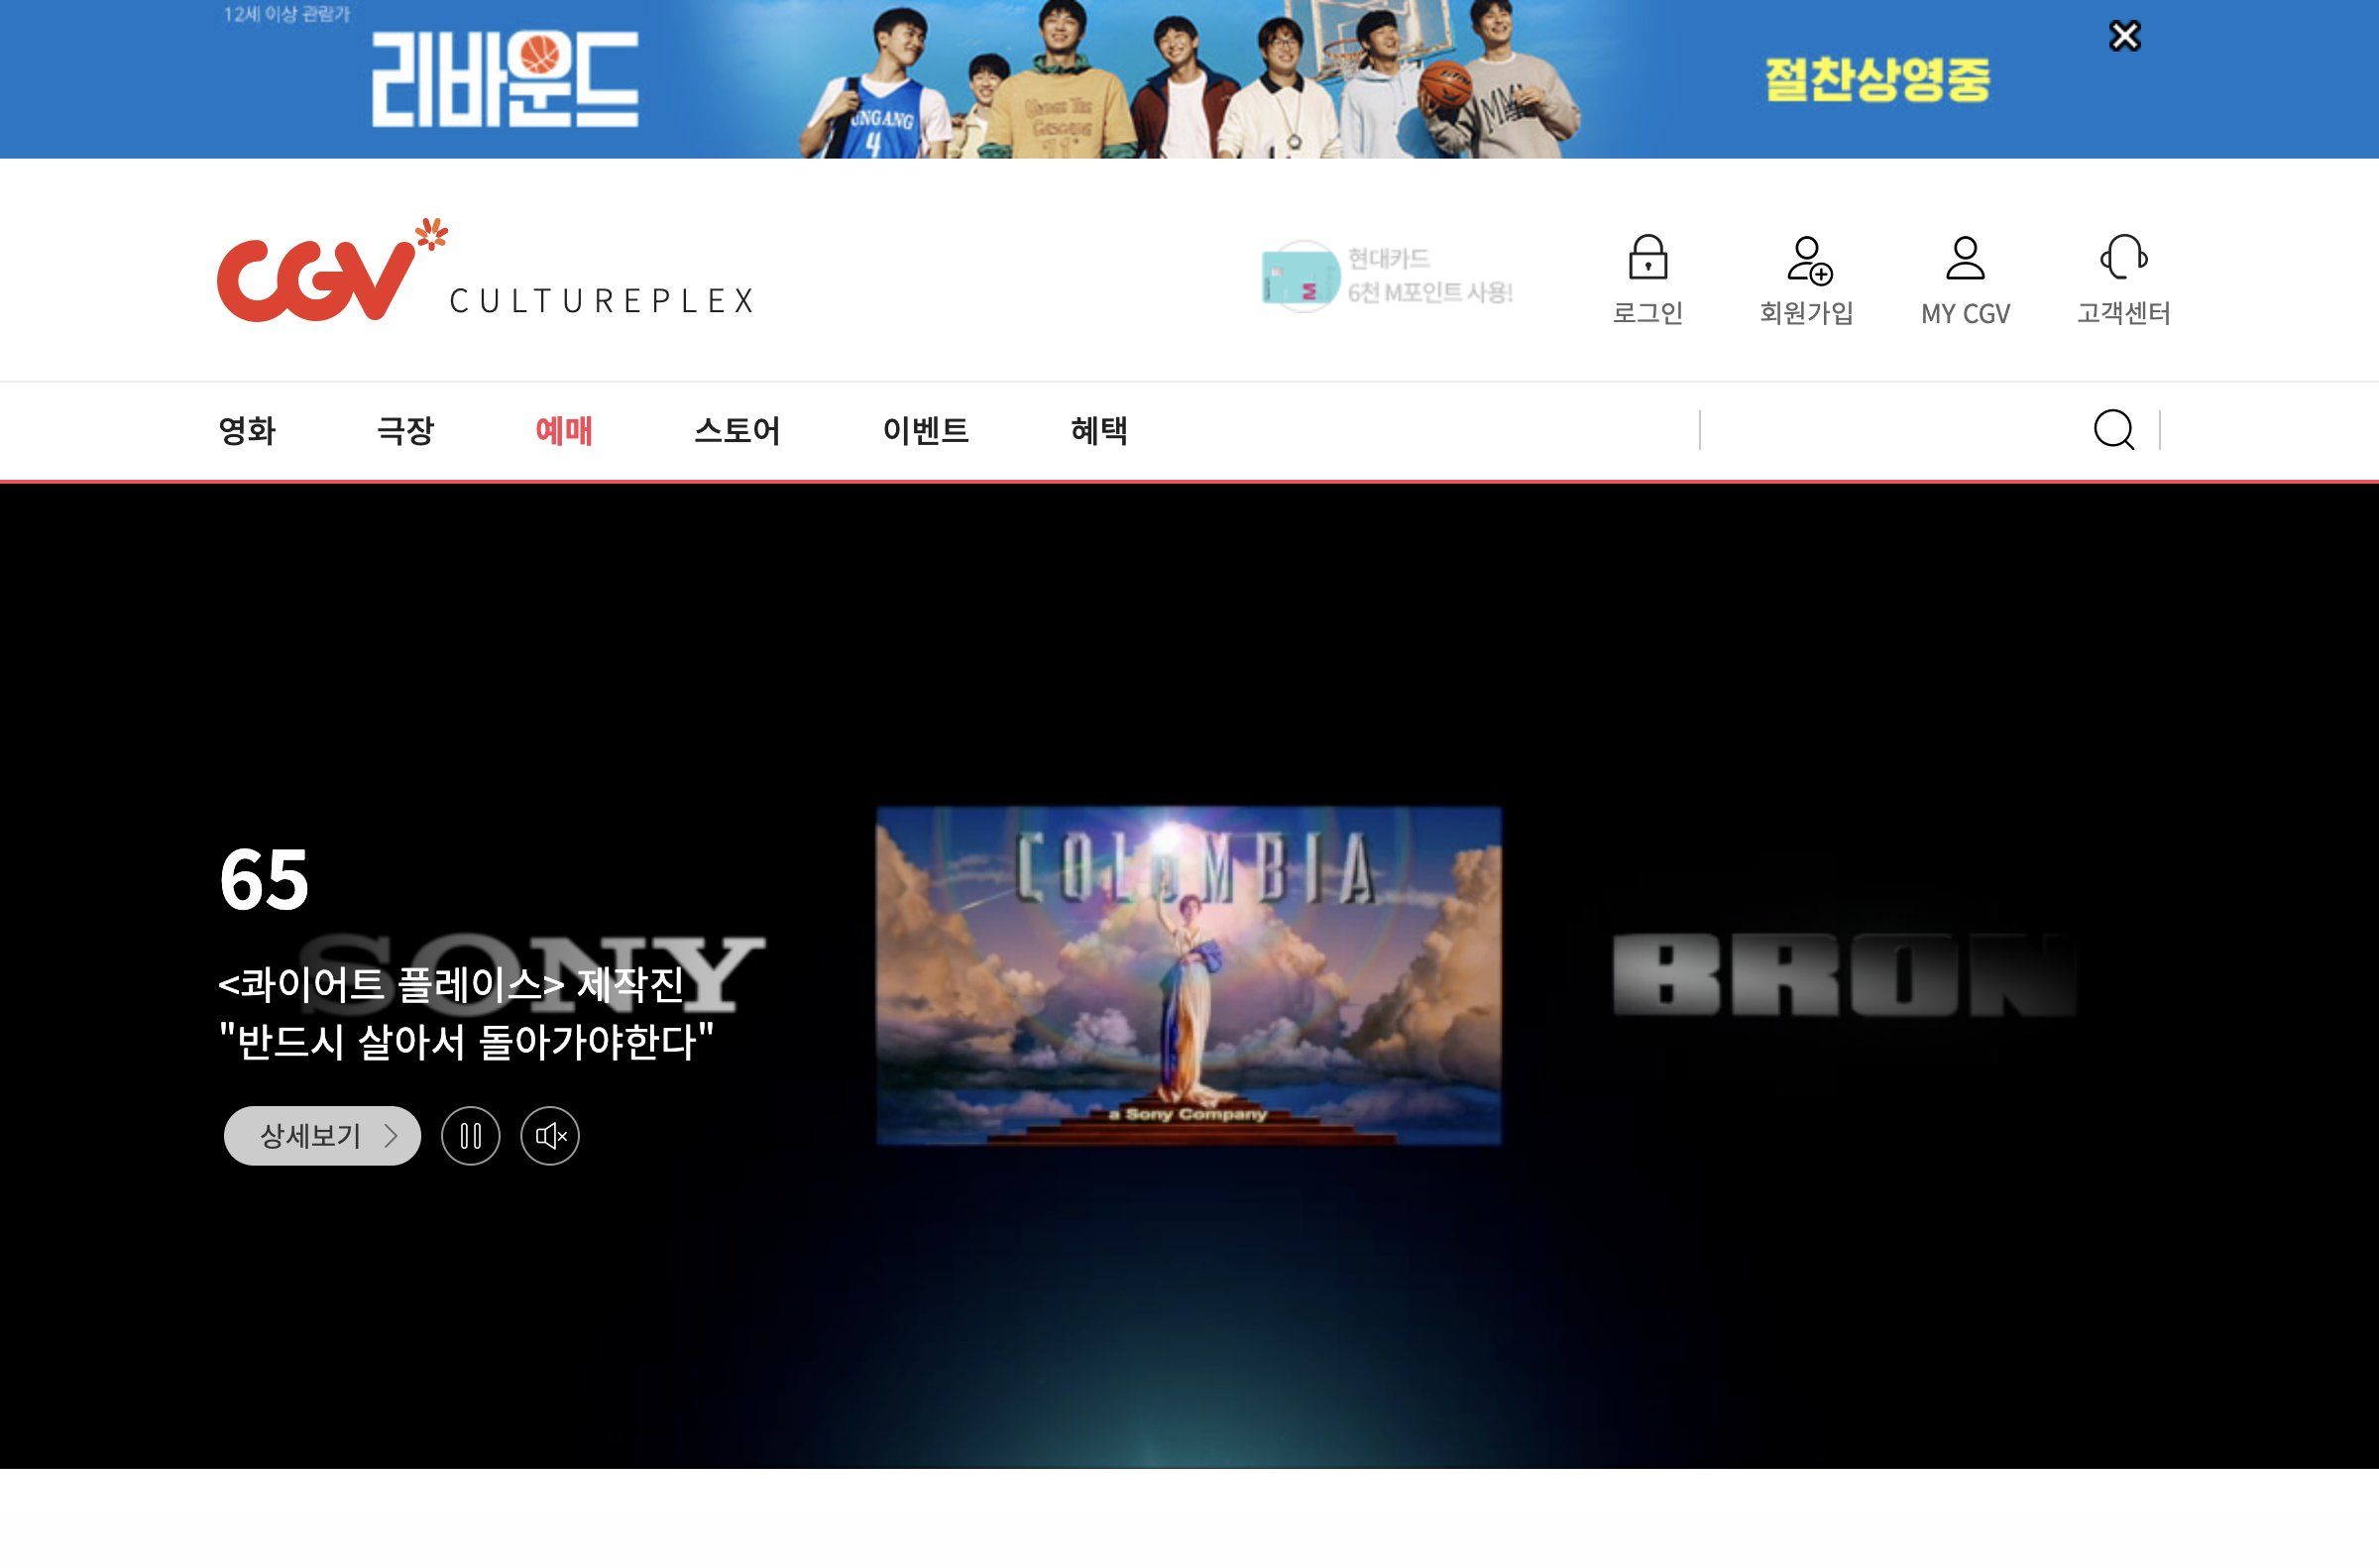 12세 이상 관람가
리바운드
UNGANG
4
절찬상영중
CGV
CULTUREPLEX
현대카드
6천 M포인트 사용!
로그인
회원가입
MY CGV
고객센터
영화
극장
예매
스토어
이벤트
혜택
65
SONY
<콰이어트 플레이스> 제작진
"반드시 살아서 돌아가야한다"
상세보기
COLUMBIA
a Sony Company
BRON